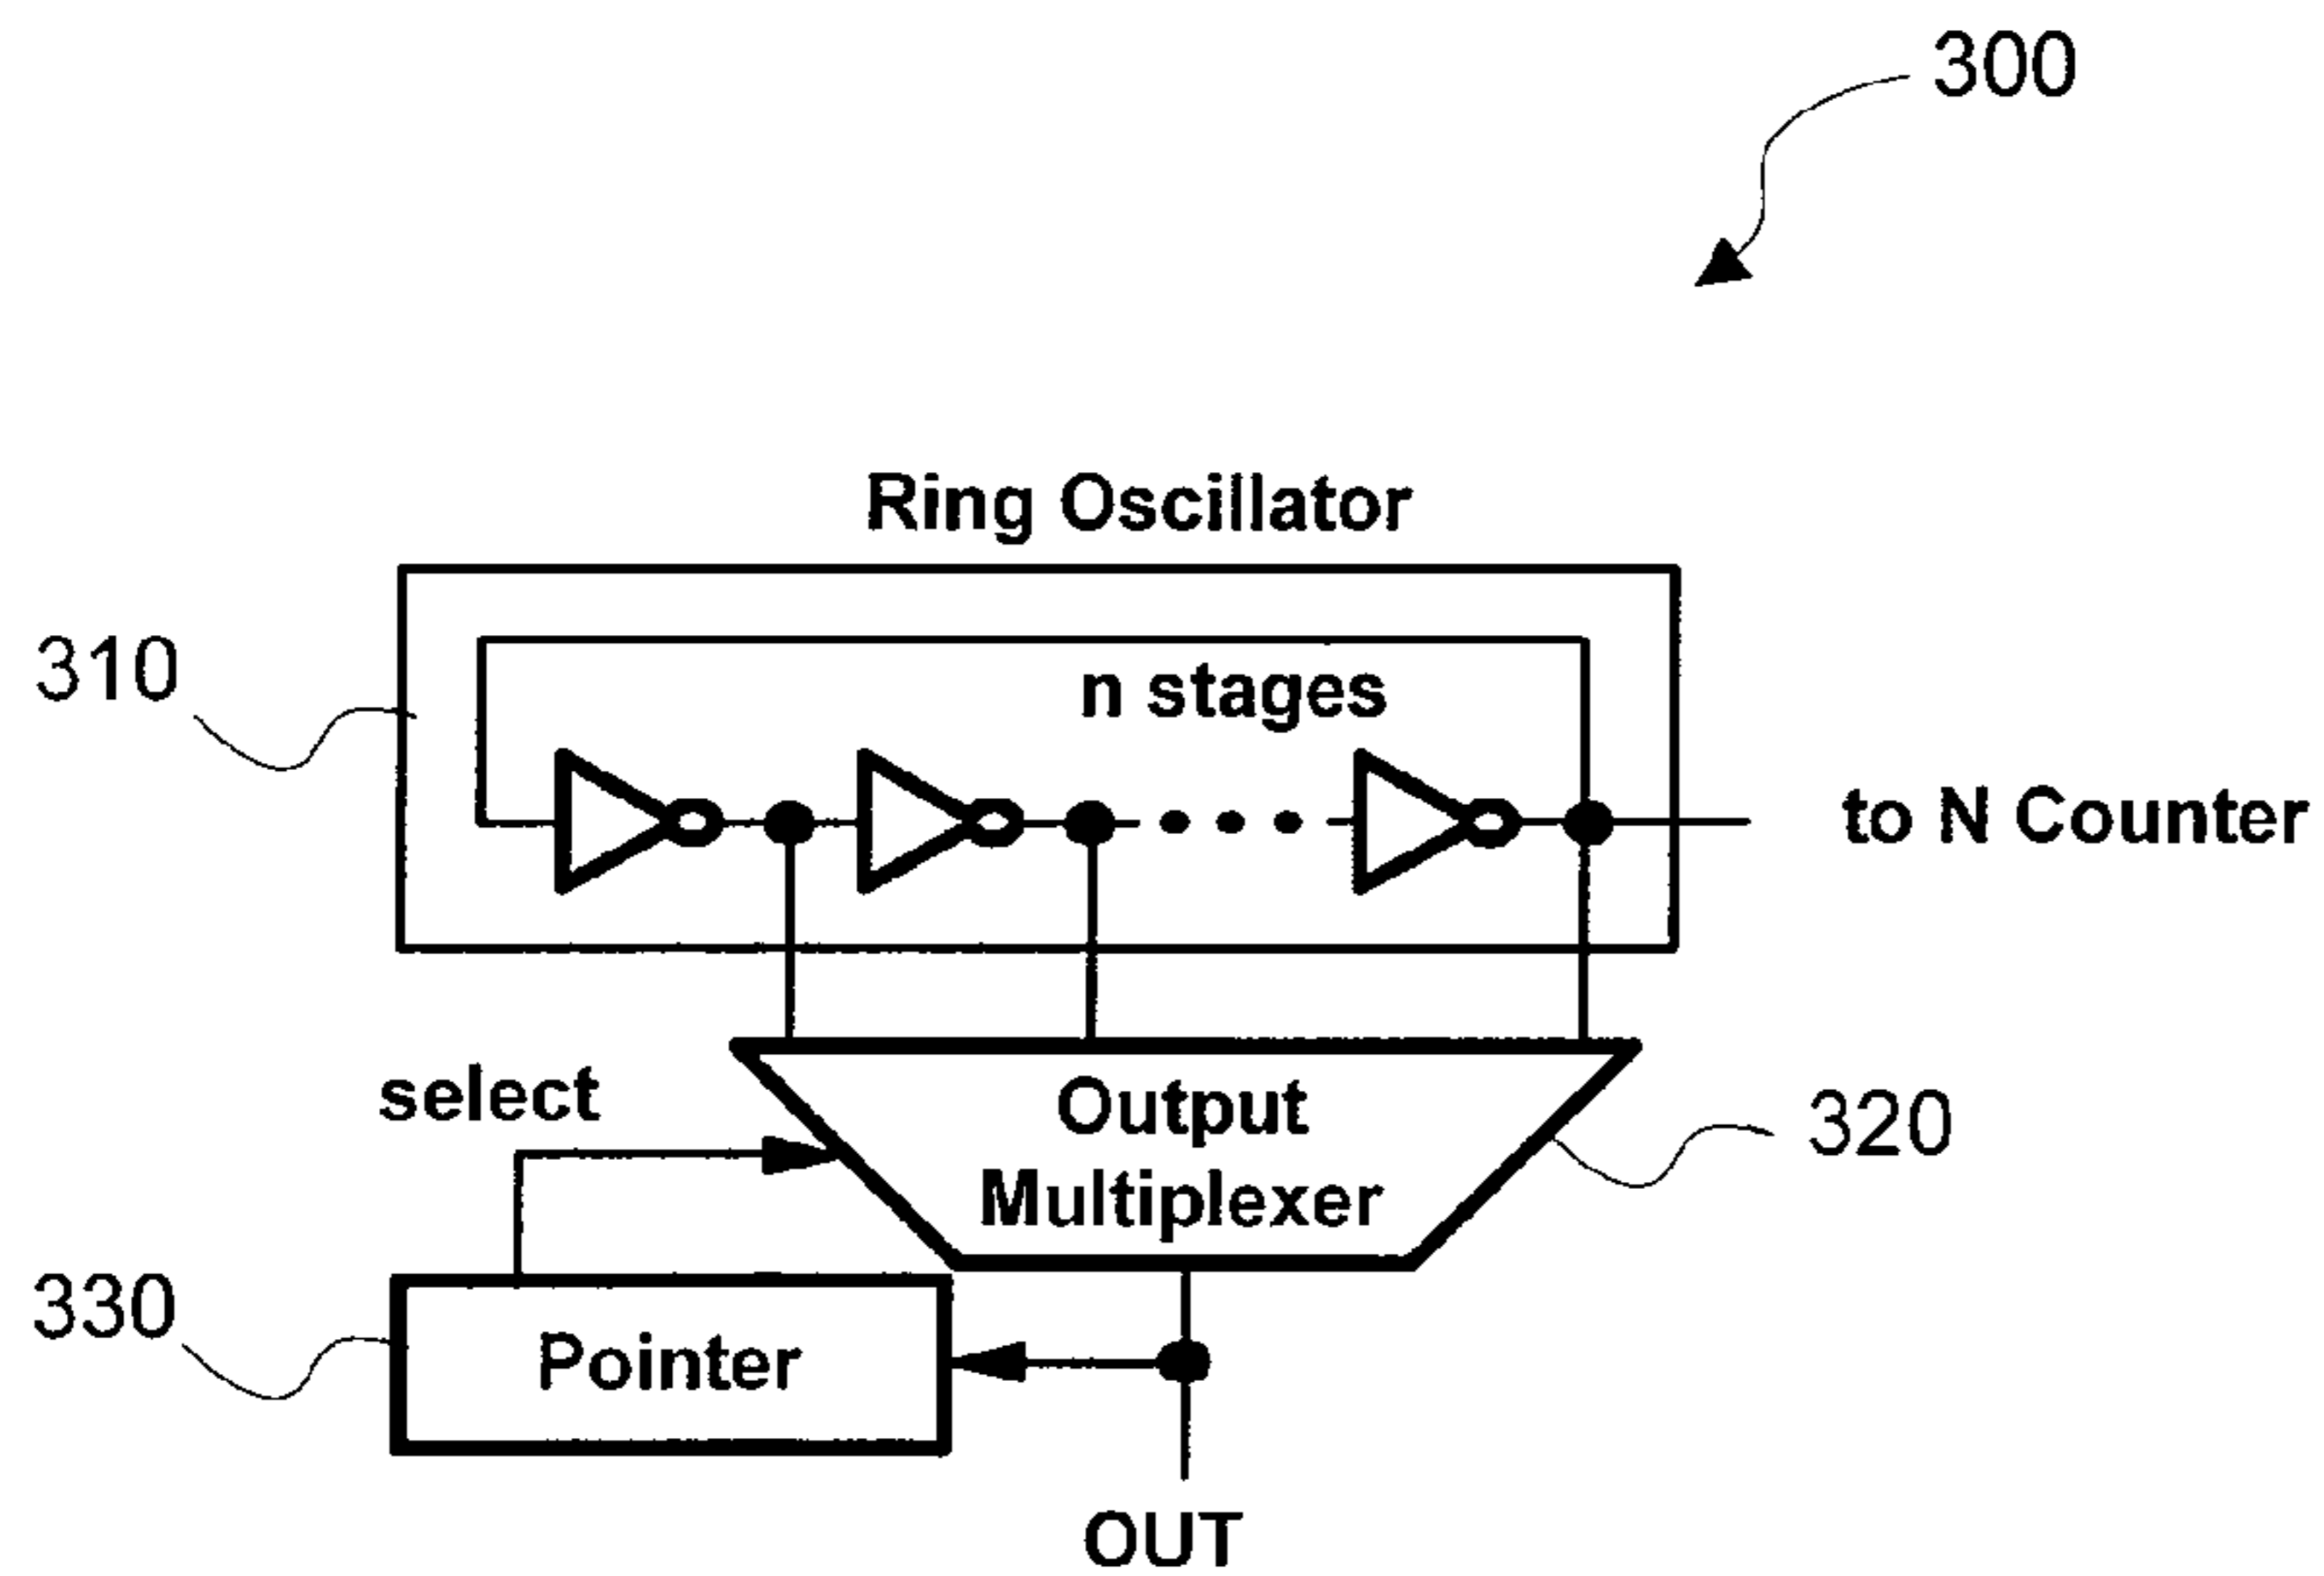 300
Ring Oscillator
310
n stages
to N Counter
select
Output
Multiplexer
320
330
Pointer
OUT